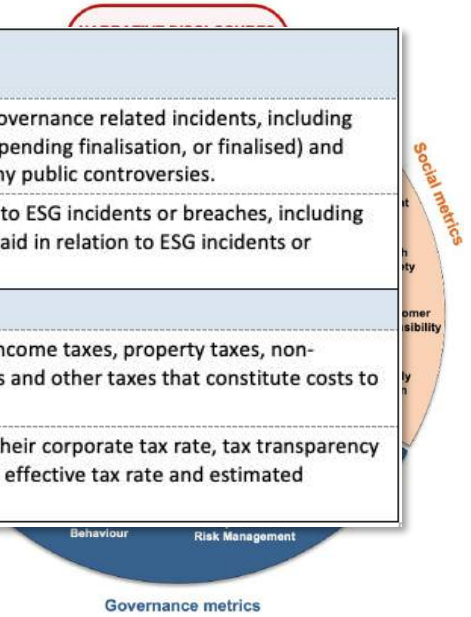 overnance related incidents, including
pending finalisation, or finalised) and
ny public controversies.
to ESG incidents or breaches, including
aid in relation to ESG incidents or
ncome taxes, property taxes, non-
s and other taxes that constitute costs to
heir corporate tax rate, tax transparency
effective tax rate and estimated
Social metrics
omer
sibility
Behaviour
Risk Management
Governance metrics